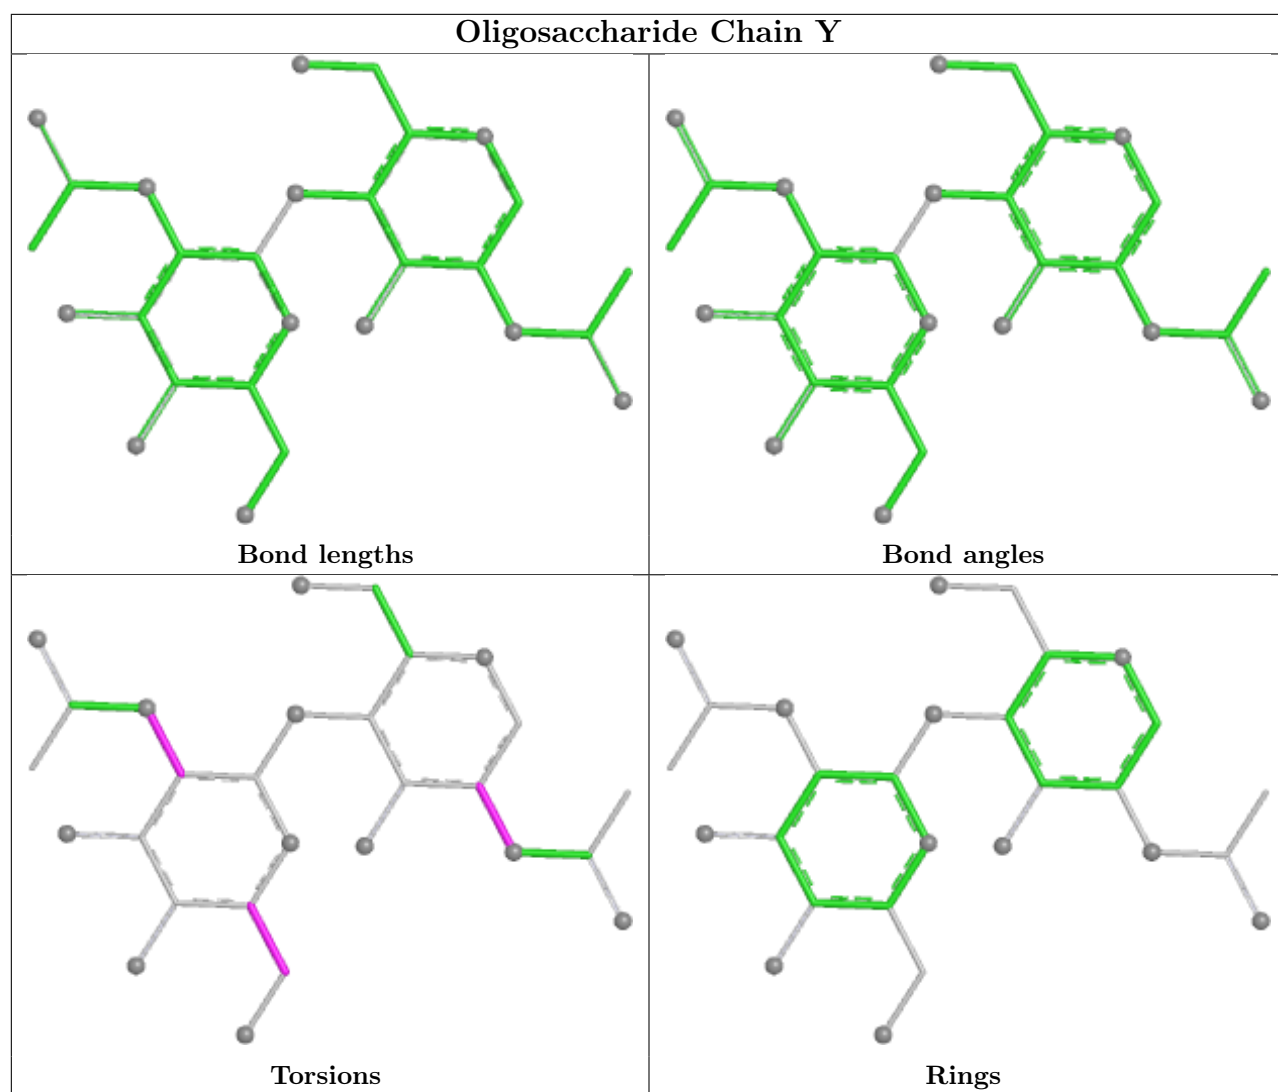 Oligosaccharide Chain Y
Bond lengths
Bond angles
Torsions
Rings